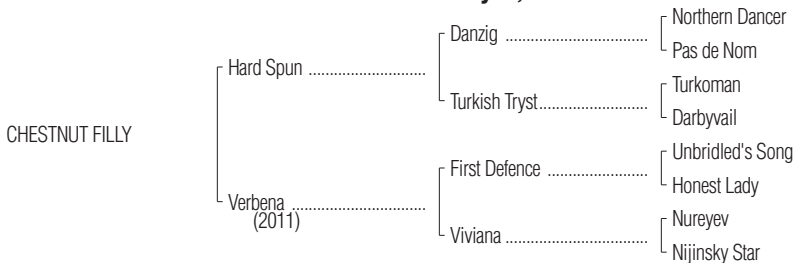 Northern Dancer
Danzig ........................................
Pas de Nom
Hard Spun .................................
Turkoman
Turkish Tryst..............................
Darbyvail
CHESTNUT FILLY
Unbridled's Song
First Defence ............................
Honest Lady
Verbena .....................................
(2011)
Nureyev
Viviana ........................................
Nijinsky Star